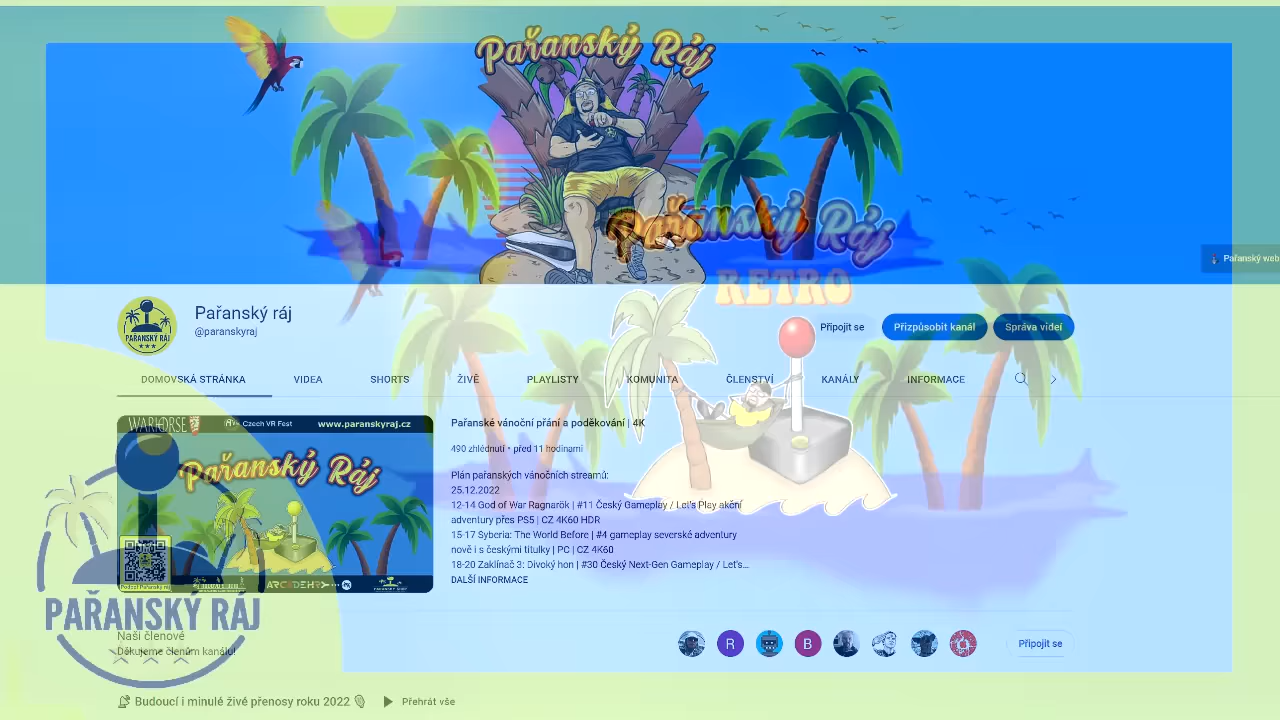 Pařanský Ráj
Pařanský Ráj
RETRO
Pařanský web
Pařanský ráj
@paranskyraj
PAŘANSKÝ RÁJ
Připojit se
Přizpůsobit kanál
Správa videí
DOMOVSKÁ STRÁNKA
VIDEA
SHORTS
ŽIVĚ
PLAYLISTY
KOMUNITA
ČLENSTVÍ
KANÁLY
INFORMACE
WARHORSE
Czech VR Fest
www.paranskyraj.cz
Pařanský Ráj
Podpoř Pařanský ráj
Pařanské vánoční přání a poděkování | 4K
490 zhlédnutí • před 11 hodinami
Plán pařanských vánočních streamů:
25.12.2022
12-14 God of War Ragnarök | #11 Český Gameplay / Let's Play akční
adventury přes PS5 | CZ 4K60 HDR
15-17 Syberia: The World Before | #4 gameplay severské adventury
nově i s českými titulky | PC | CZ 4K60
18-20 Zaklínač 3: Divoký hon | #30 Český Next-Gen Gameplay / Let's...
DALŠÍ INFORMACE
PAŘANSKÝ RÁJ
Naši členové
Děkujeme členům kanálu!
R
B
Připojit se
Budoucí i minulé živé přenosy roku 2022
Přehrát vše